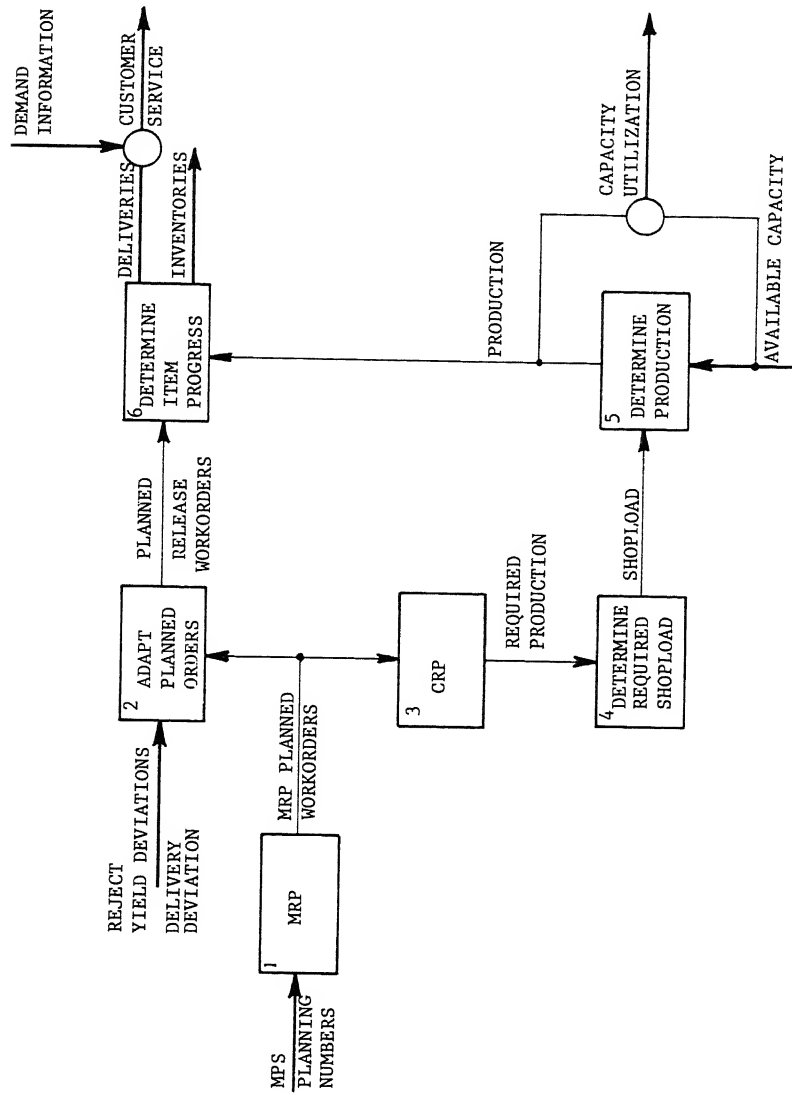 DEMAND
INFORMATION
DELIVERIES
CUSTOMER
SERVICE
INVENTORIES
6
DETERMINE
ITEM
PROGRESS
PLANNED
RELEASE
WORKORDERS
2
ADAPT
PLANNED
ORDERS
REJECT
YIELD DEVIATIONS
DELIVERY
DEVIATION
MPS
PLANNING
NUMBERS
1
MRP
MRP PLANNED
WORKORDERS
3
CRP
REQUIRED
PRODUCTION
4
DETERMINE
REQUIRED
SHOPLOAD
SHOPLOAD
5
DETERMINE
PRODUCTION
PRODUCTION
CAPACITY
UTILIZATION
AVAILABLE CAPACITY